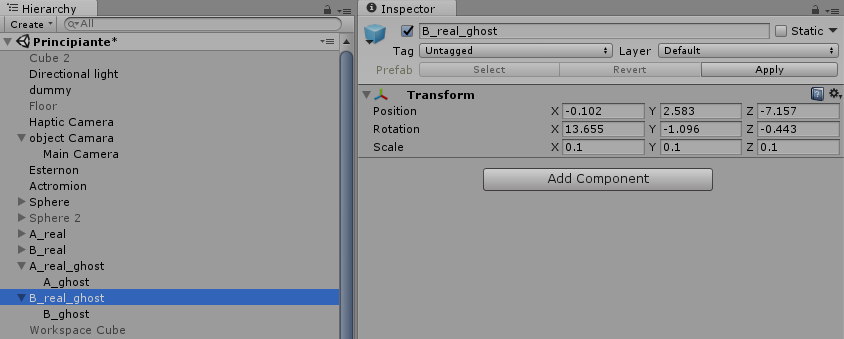 Hierarchy
Create
All
Principiante*
Cube 2
Directional light
dummy
Floor
Haptic Camera
object Camara
Main Camera
Esternon
Actromion
Sphere
Sphere 2
A_real
B_real
A_real_ghost
A_ghost
B_real_ghost
B_ghost
Workspace Cube
Inspector
B_real_ghost Static
Tag Untagged Layer Default
Prefab Select Revert Apply
Transform
Position X -0.102 Y 2.583 Z -7.157
Rotation X 13.655 Y -1.096 Z -0.443
Scale X 0.1 Y 0.1 Z 0.1
Add Component